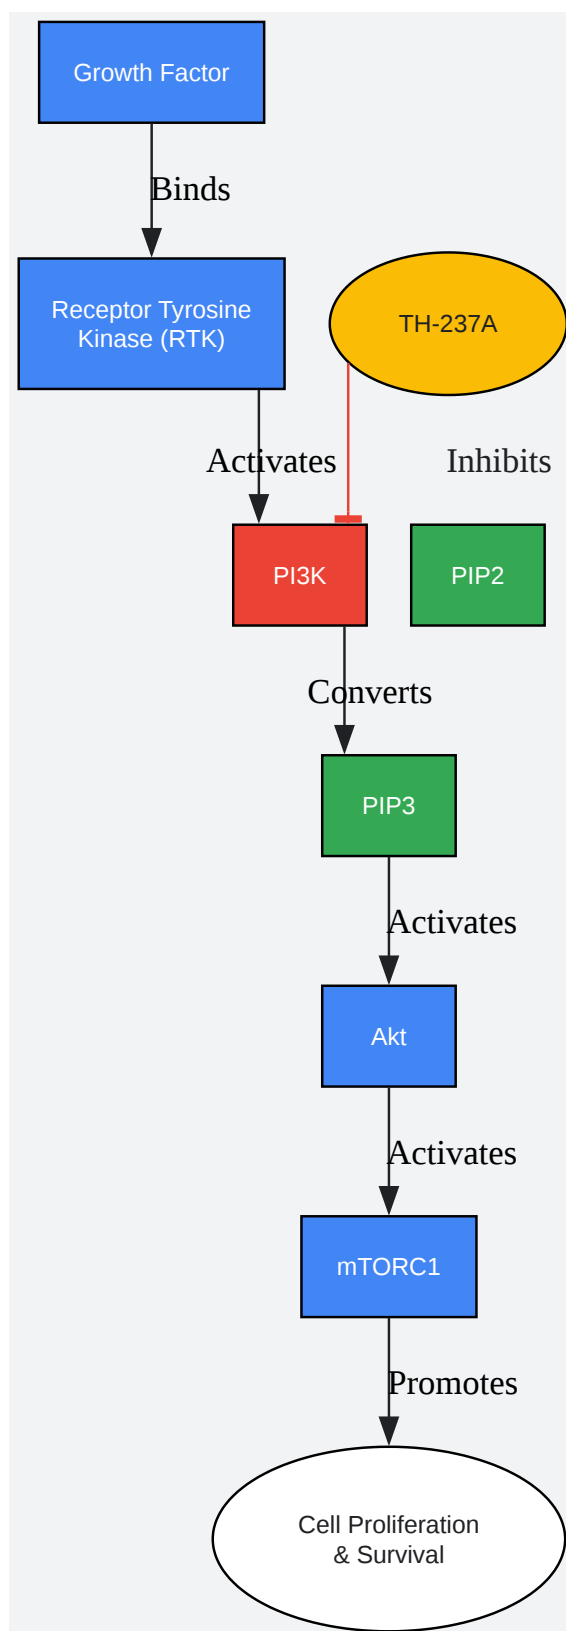 Growth Factor
Binds
Receptor Tyrosine
Kinase (RTK)
TH-237A
Activates
Inhibits
PI3K
PIP2
Converts
PIP3
Activates
Akt
Activates
mTORC1
Promotes
Cell Proliferation
& Survival